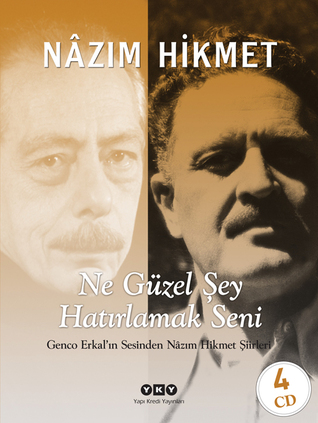 NÂZIM HİKMET
Ne Güzel Şey
Hatırlamak Seni
Genco Erkal'ın Sesinden Nâzım Hikmet Şiirleri
YKY
Yapı Kredi Yayınları
4
CD